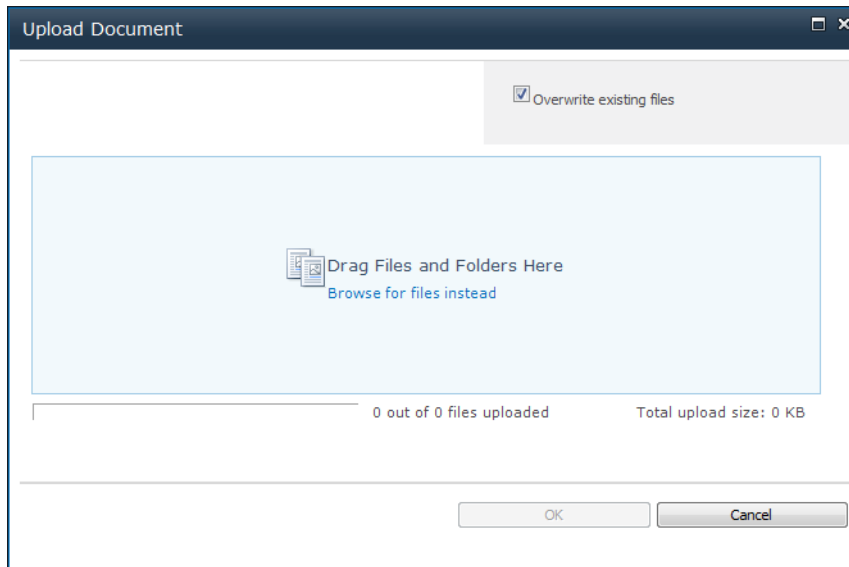 Upload Document
Overwrite existing files
Drag Files and Folders Here
Browse for files instead
0 out of 0 files uploaded Total upload size: 0 KB
OK Cancel